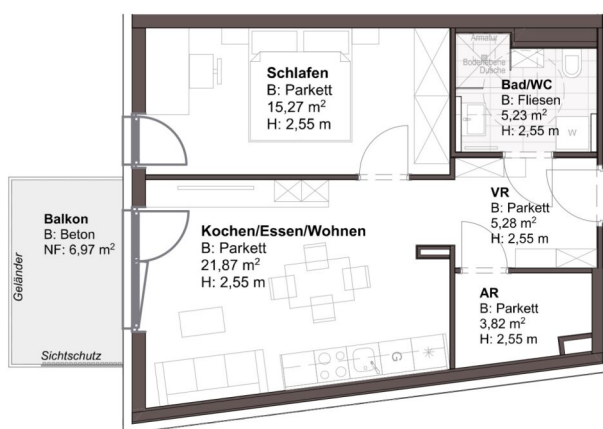 Schlafen
B: Parkett
15,27 m²
H: 2,55 m
Armatur
Bodenebene
Dusche
Bad/WC
B: Fliesen
5,23 m²
H: 2,55 m
W
Balkon
B: Beton
NF: 6,97 m²
Geländer
Sichtschutz
Kochen/Essen/Wohnen
B: Parkett
21,87 m²
H: 2,55 m
G
VR
B: Parkett
5,28 m²
H: 2,55 m
AR
B: Parkett
3,82 m²
H: 2,55 m